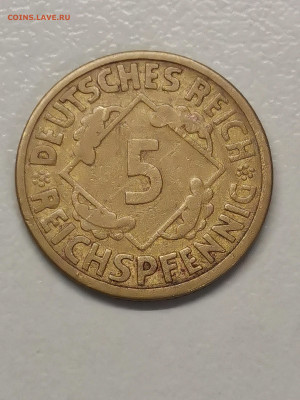 COINS.LAVE.RU
DEUTSCHES REICH
5
REICHSPFENNIG